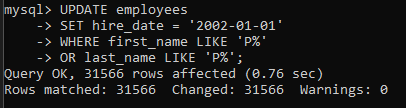 mysql> UPDATE employees
    -> SET hire_date = '2002-01-01'
    -> WHERE first_name LIKE 'P%'
    -> OR last_name LIKE 'P%';
Query OK, 31566 rows affected (0.76 sec)
Rows matched: 31566  Changed: 31566  Warnings: 0